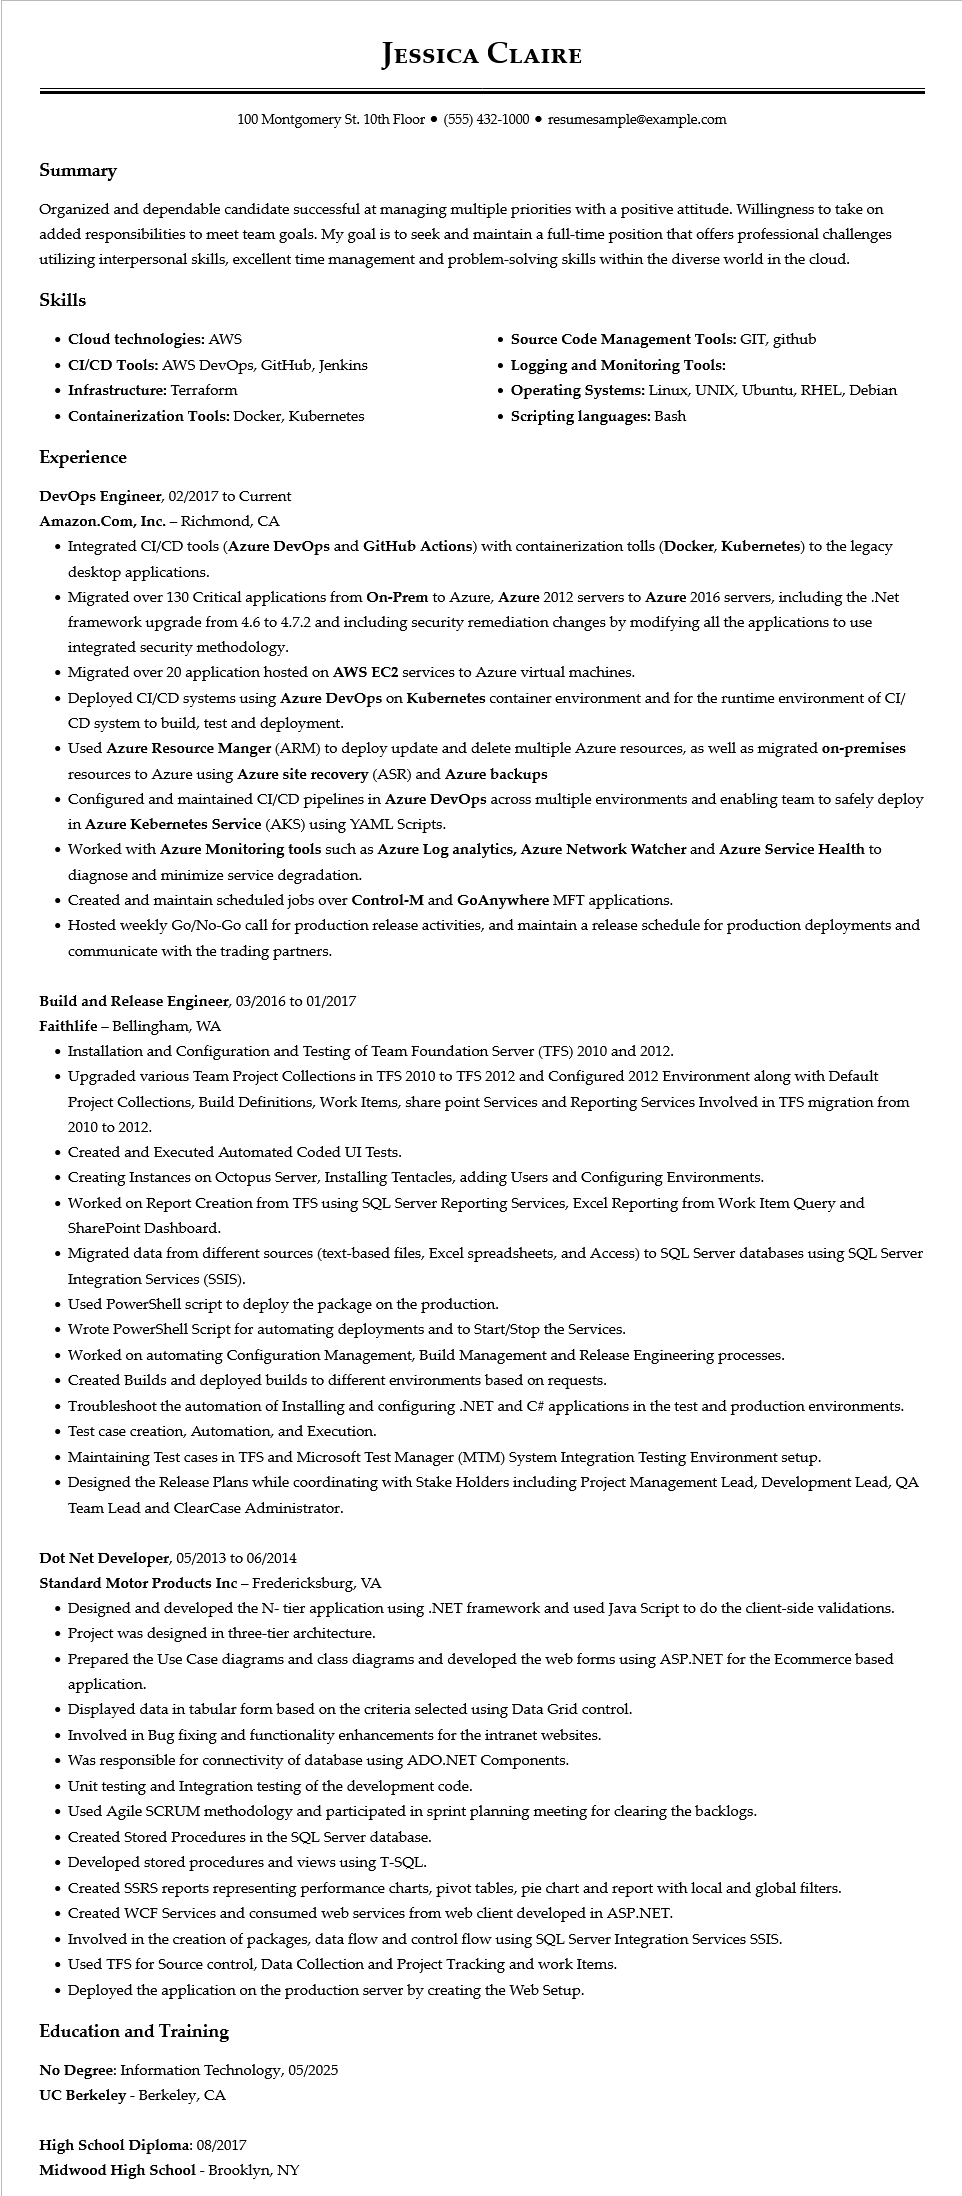 Jessica Claire
100 Montgomery St. 10th Floor ● (555) 432-1000 ● resumesample@example.com
Summary
Organized and dependable candidate successful at managing multiple priorities with a positive attitude. Willingness to take on
added responsibilities to meet team goals. My goal is to seek and maintain a full-time position that offers professional challenges
utilizing interpersonal skills, excellent time management and problem-solving skills within the diverse world in the cloud.
Skills
• Cloud technologies: AWS
• CI/CD Tools: AWS DevOps, GitHub, Jenkins
• Infrastructure: Terraform
• Containerization Tools: Docker, Kubernetes
• Source Code Management Tools: GIT, github
• Logging and Monitoring Tools:
• Operating Systems: Linux, UNIX, Ubuntu, RHEL, Debian
• Scripting languages: Bash
Experience
DevOps Engineer, 02/2017 to Current
Amazon.Com, Inc. – Richmond, CA
• Integrated CI/CD tools (Azure DevOps and GitHub Actions) with containerization tolls (Docker, Kubernetes) to the legacy
desktop applications.
• Migrated over 130 Critical applications from On-Prem to Azure, Azure 2012 servers to Azure 2016 servers, including the .Net
framework upgrade from 4.6 to 4.7.2 and including security remediation changes by modifying all the applications to use
integrated security methodology.
• Migrated over 20 application hosted on AWS EC2 services to Azure virtual machines.
• Deployed CI/CD systems using Azure DevOps on Kubernetes container environment and for the runtime environment of CI/
CD system to build, test and deployment.
• Used Azure Resource Manger (ARM) to deploy update and delete multiple Azure resources, as well as migrated on-premises
resources to Azure using Azure site recovery (ASR) and Azure backups
• Configured and maintained CI/CD pipelines in Azure DevOps across multiple environments and enabling team to safely deploy
in Azure Kebernetes Service (AKS) using YAML Scripts.
• Worked with Azure Monitoring tools such as Azure Log analytics, Azure Network Watcher and Azure Service Health to
diagnose and minimize service degradation.
• Created and maintain scheduled jobs over Control-M and GoAnywhere MFT applications.
• Hosted weekly Go/No-Go call for production release activities, and maintain a release schedule for production deployments and
communicate with the trading partners.
Build and Release Engineer, 03/2016 to 01/2017
Faithlife – Bellingham, WA
• Installation and Configuration and Testing of Team Foundation Server (TFS) 2010 and 2012.
• Upgraded various Team Project Collections in TFS 2010 to TFS 2012 and Configured 2012 Environment along with Default
Project Collections, Build Definitions, Work Items, share point Services and Reporting Services Involved in TFS migration from
2010 to 2012.
• Created and Executed Automated Coded UI Tests.
• Creating Instances on Octopus Server, Installing Tentacles, adding Users and Configuring Environments.
• Worked on Report Creation from TFS using SQL Server Reporting Services, Excel Reporting from Work Item Query and
SharePoint Dashboard.
• Migrated data from different sources (text-based files, Excel spreadsheets, and Access) to SQL Server databases using SQL Server
Integration Services (SSIS).
• Used PowerShell script to deploy the package on the production.
• Wrote PowerShell Script for automating deployments and to Start/Stop the Services.
• Worked on automating Configuration Management, Build Management and Release Engineering processes.
• Created Builds and deployed builds to different environments based on requests.
• Troubleshoot the automation of Installing and configuring .NET and C# applications in the test and production environments.
• Test case creation, Automation, and Execution.
• Maintaining Test cases in TFS and Microsoft Test Manager (MTM) System Integration Testing Environment setup.
• Designed the Release Plans while coordinating with Stake Holders including Project Management Lead, Development Lead, QA
Team Lead and ClearCase Administrator.
Dot Net Developer, 05/2013 to 06/2014
Standard Motor Products Inc – Fredericksburg, VA
• Designed and developed the N- tier application using .NET framework and used Java Script to do the client-side validations.
• Project was designed in three-tier architecture.
• Prepared the Use Case diagrams and class diagrams and developed the web forms using ASP.NET for the Ecommerce based
application.
• Displayed data in tabular form based on the criteria selected using Data Grid control.
• Involved in Bug fixing and functionality enhancements for the intranet websites.
• Was responsible for connectivity of database using ADO.NET Components.
• Unit testing and Integration testing of the development code.
• Used Agile SCRUM methodology and participated in sprint planning meeting for clearing the backlogs.
• Created Stored Procedures in the SQL Server database.
• Developed stored procedures and views using T-SQL.
• Created SSRS reports representing performance charts, pivot tables, pie chart and report with local and global filters.
• Created WCF Services and consumed web services from web client developed in ASP.NET.
• Involved in the creation of packages, data flow and control flow using SQL Server Integration Services SSIS.
• Used TFS for Source control, Data Collection and Project Tracking and work Items.
• Deployed the application on the production server by creating the Web Setup.
Education and Training
No Degree: Information Technology, 05/2025
UC Berkeley - Berkeley, CA
High School Diploma: 08/2017
Midwood High School - Brooklyn, NY